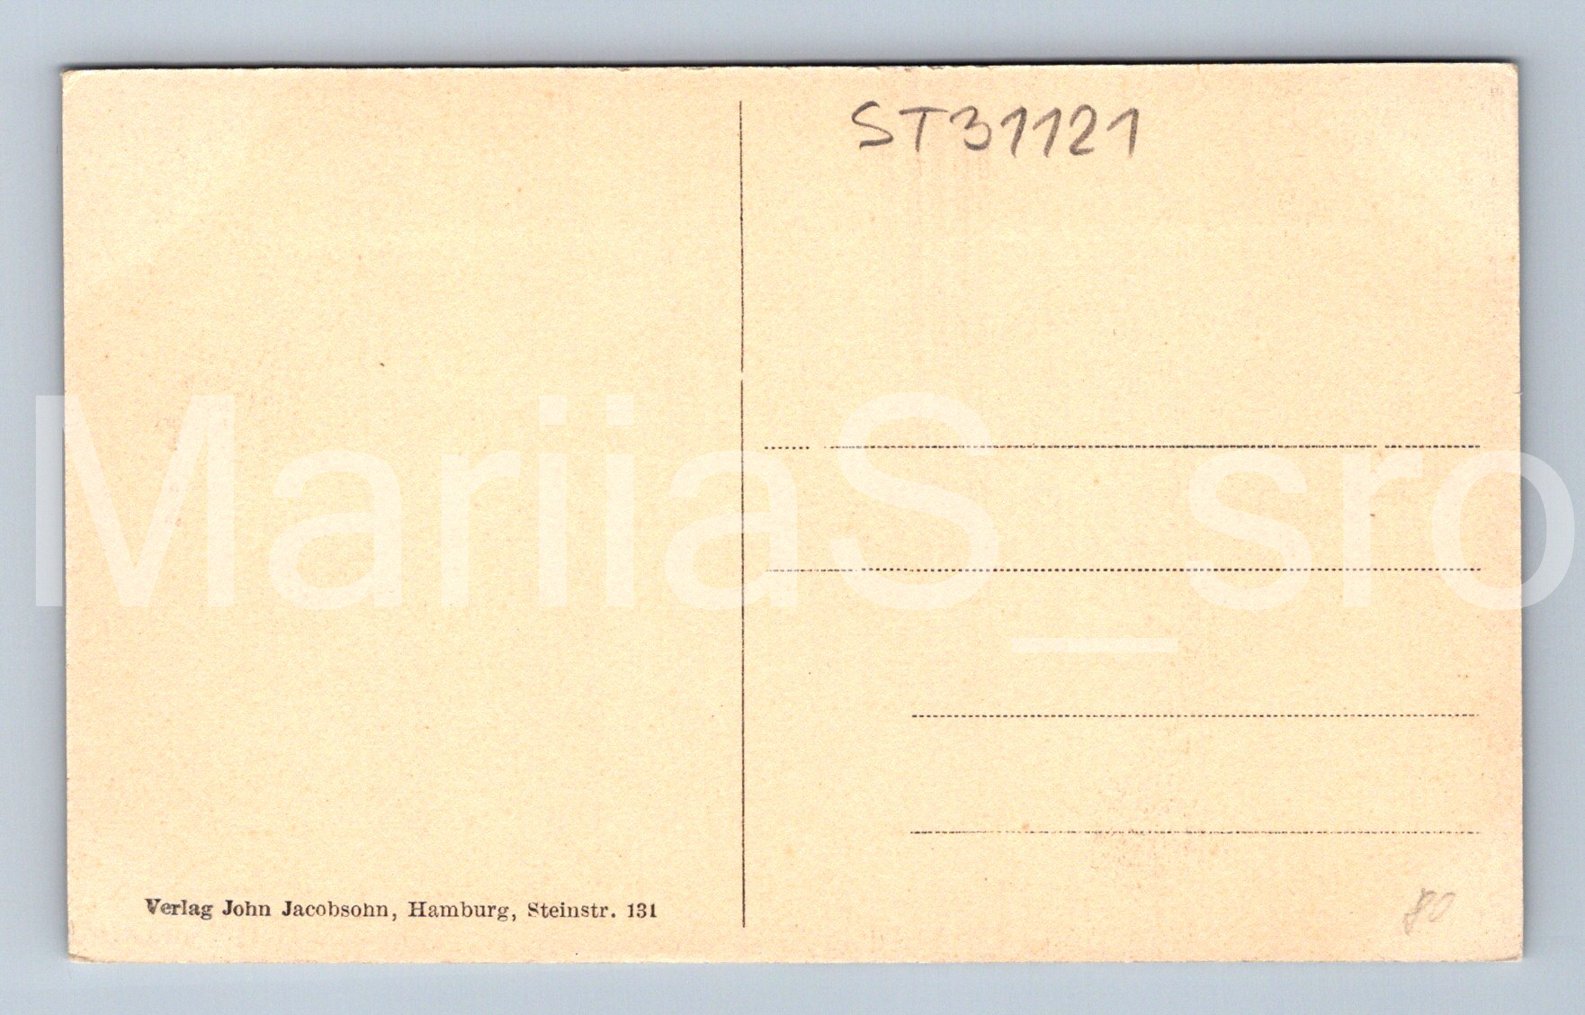 ST31121
MariiaS_sro
Verlag John Jacobsohn, Hamburg, Steinstr. 131
80